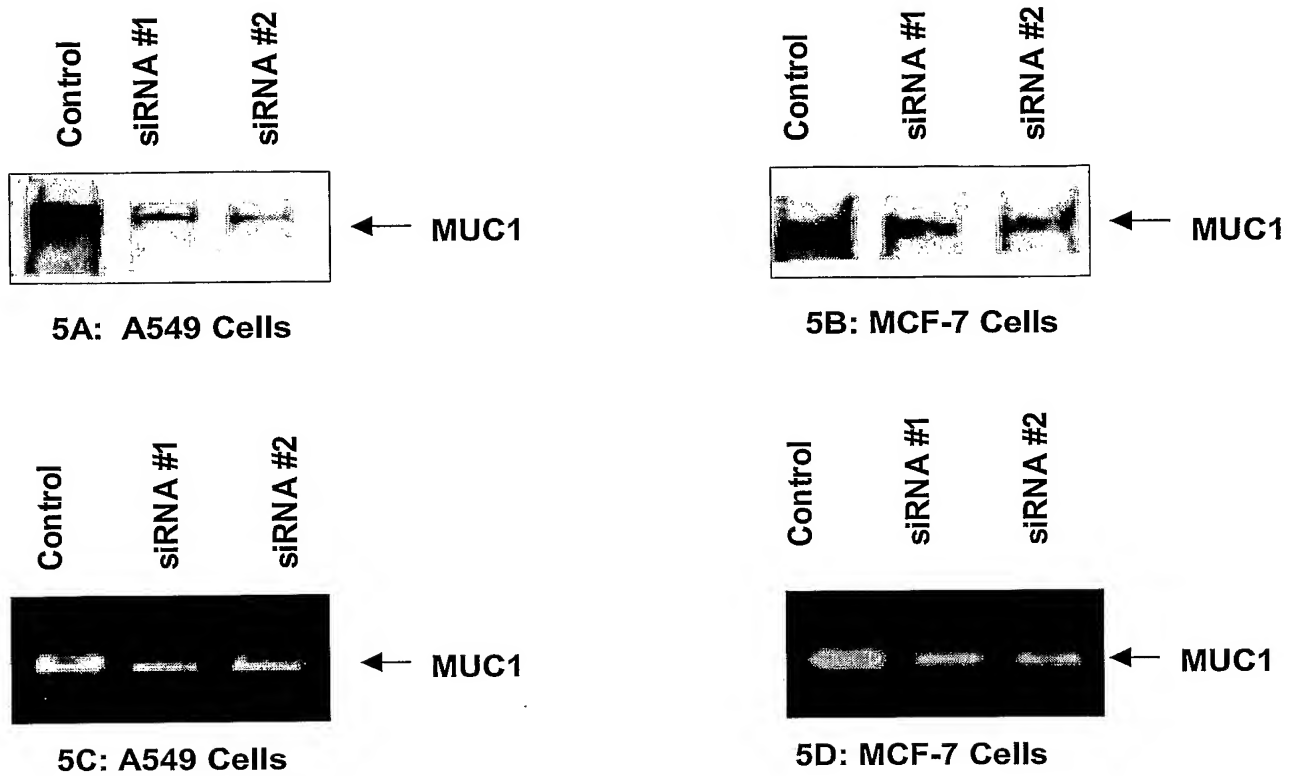 Control
siRNA #1
siRNA #2
MUC1
5A: A549 Cells
Control
siRNA #1
siRNA #2
MUC1
5B: MCF-7 Cells
Control
siRNA #1
siRNA #2
MUC1
5C: A549 Cells
Control
siRNA #1
siRNA #2
MUC1
5D: MCF-7 Cells